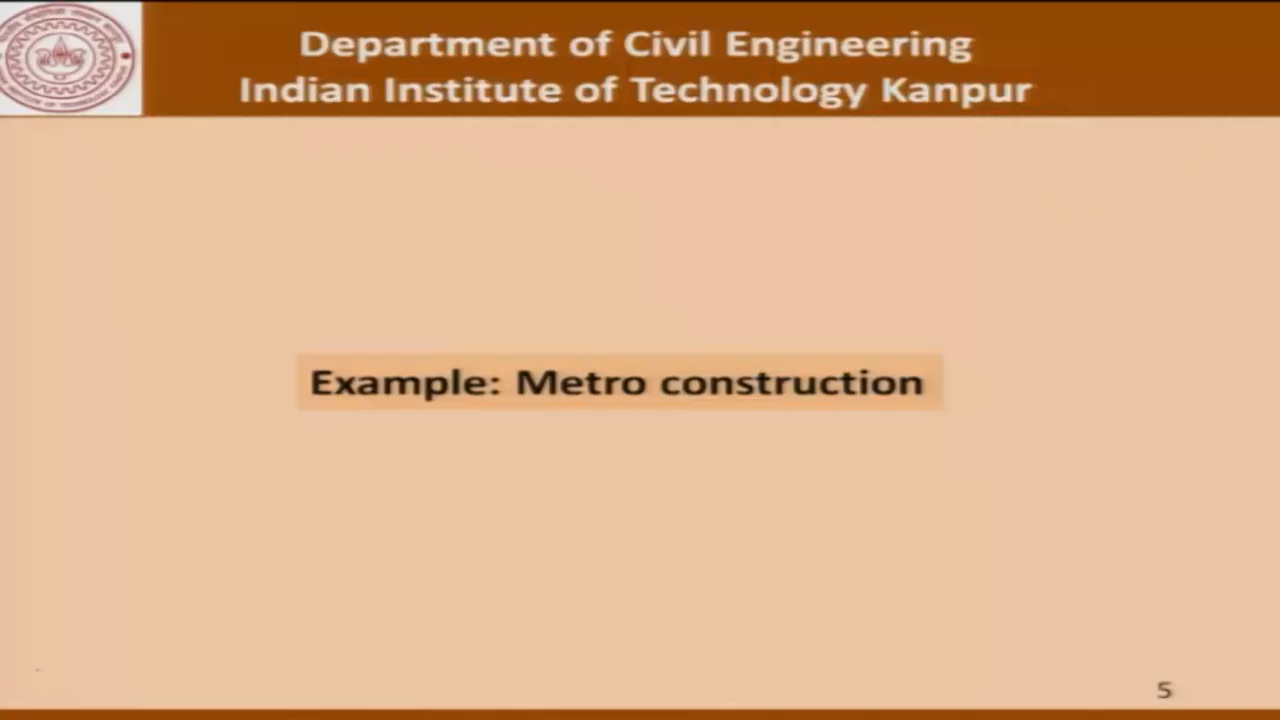 Department of Civil Engineering
Indian Institute of Technology Kanpur
Example: Metro construction
5